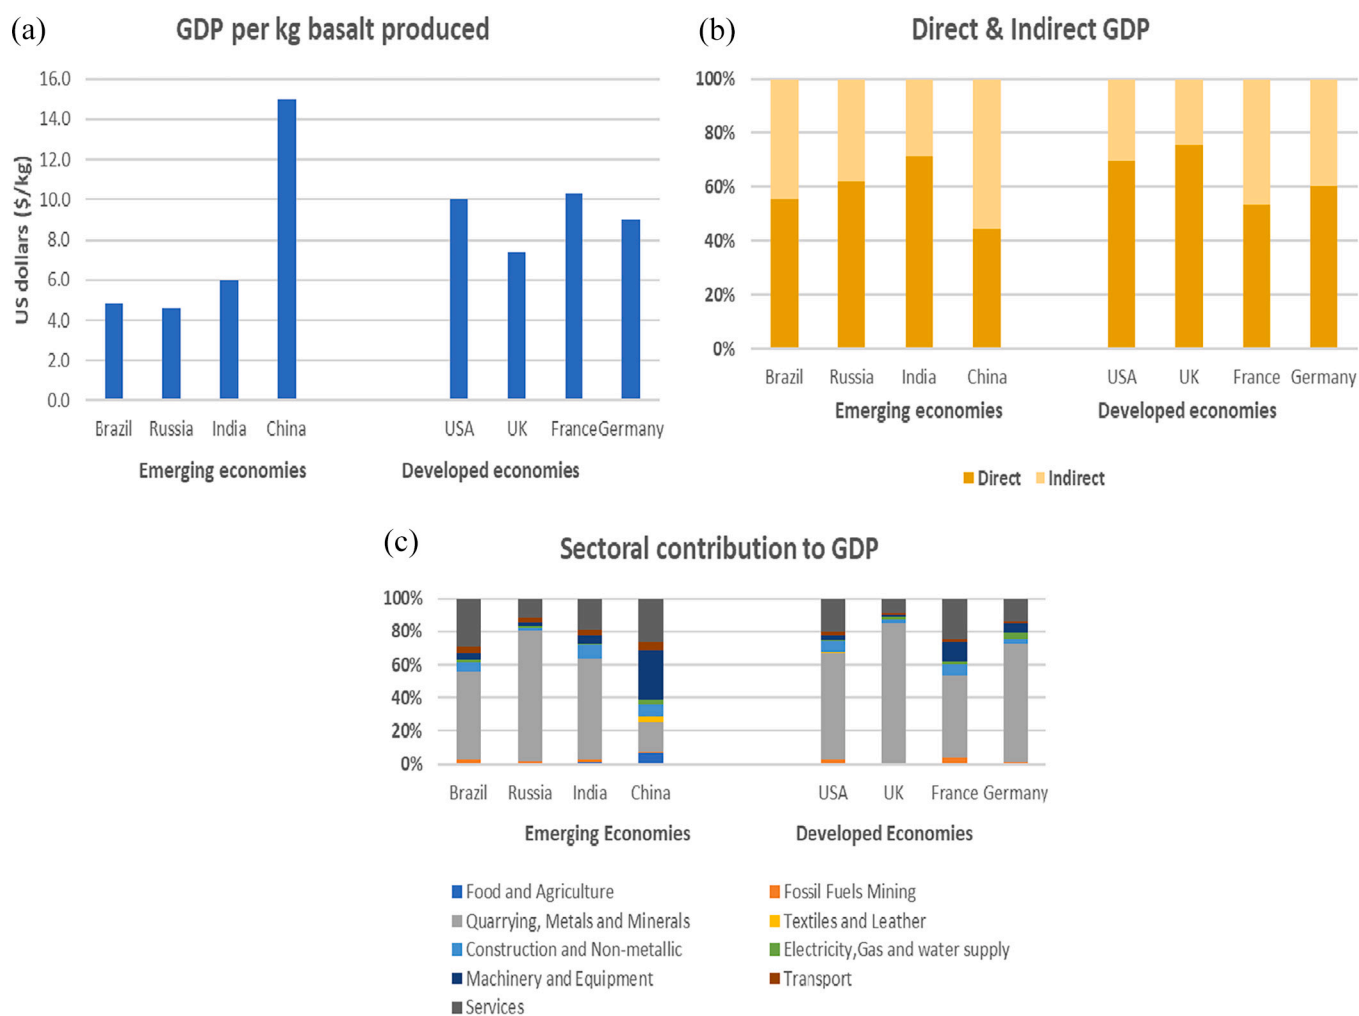 (a)
GDP per kg basalt produced
US dollars ($/kg)
16.0
14.0
12.0
10.0
8.0
6.0
4.0
2.0
0.0
Brazil Russia India China USA UK France Germany
Emerging economies Developed economies
(b)
Direct & Indirect GDP
100%
80%
60%
40%
20%
0%
Brazil Russia India China USA UK France Germany
Emerging economies Developed economies
Direct Indirect
(c)
Sectoral contribution to GDP
100%
80%
60%
40%
20%
0%
Brazil Russia India China USA UK France Germany
Emerging Economies Developed Economies
Food and Agriculture Fossil Fuels Mining
Quarrying, Metals and Minerals Textiles and Leather
Construction and Non-metallic Electricity,Gas and water supply
Machinery and Equipment Transport
Services